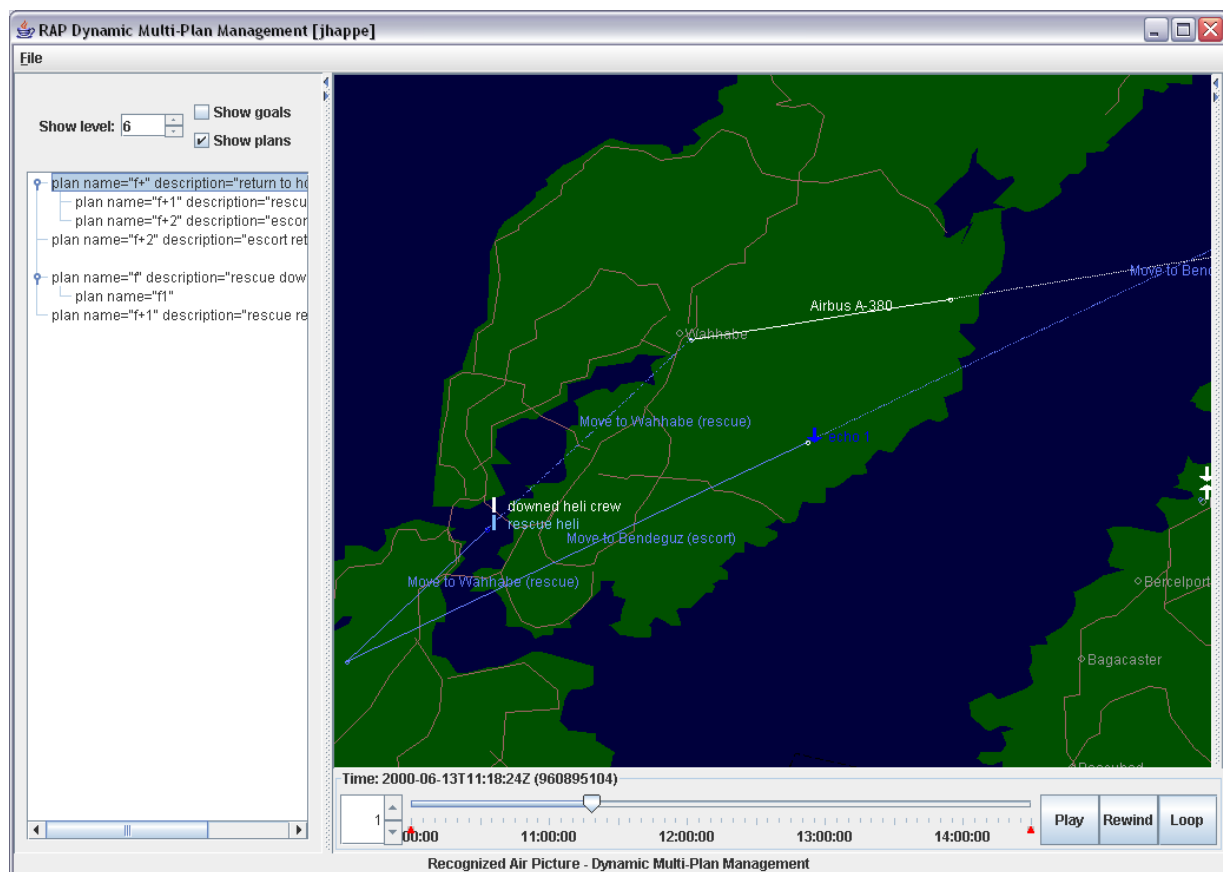 RAP Dynamic Multi-Plan Management [jhappe]
File
Show goals
Show level: 6
Show plans
plan name="f+" description="return to ho
plan name="f+1" description="rescu
plan name="f+2" description="escor
plan name="f+2" description="escort ret
plan name="f" description="rescue dow
plan name="f1"
plan name="f+1" description="rescue re
Move to Bend
Airbus A-380
Wahhabe
Move to Wahhabe (rescue)
echo 1
downed heli crew
rescue heli
Move to Bendeguz (escort)
Move to Wahhabe (rescue)
Bercelport
Bagacaster
Time: 2000-06-13T11:18:24Z (960895104)
1
00:00 11:00:00 12:00:00 13:00:00 14:00:00
Play Rewind Loop
Recognized Air Picture - Dynamic Multi-Plan Management